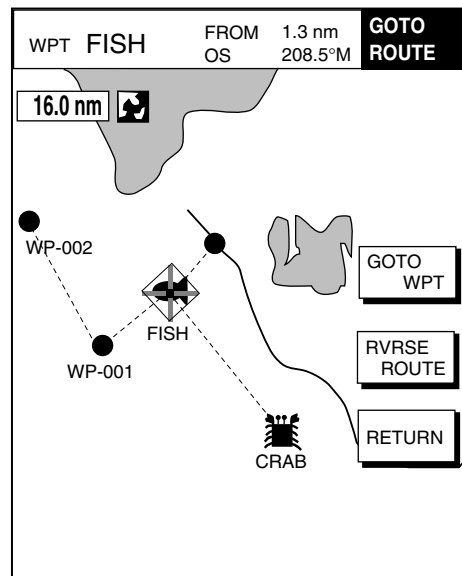 WPT FISH
FROM 1.3 nm
OS 208.5°M
GOTO
ROUTE
16.0 nm
WP-002
GOTO
WPT
FISH
RVRSE
ROUTE
WP-001
RETURN
CRAB